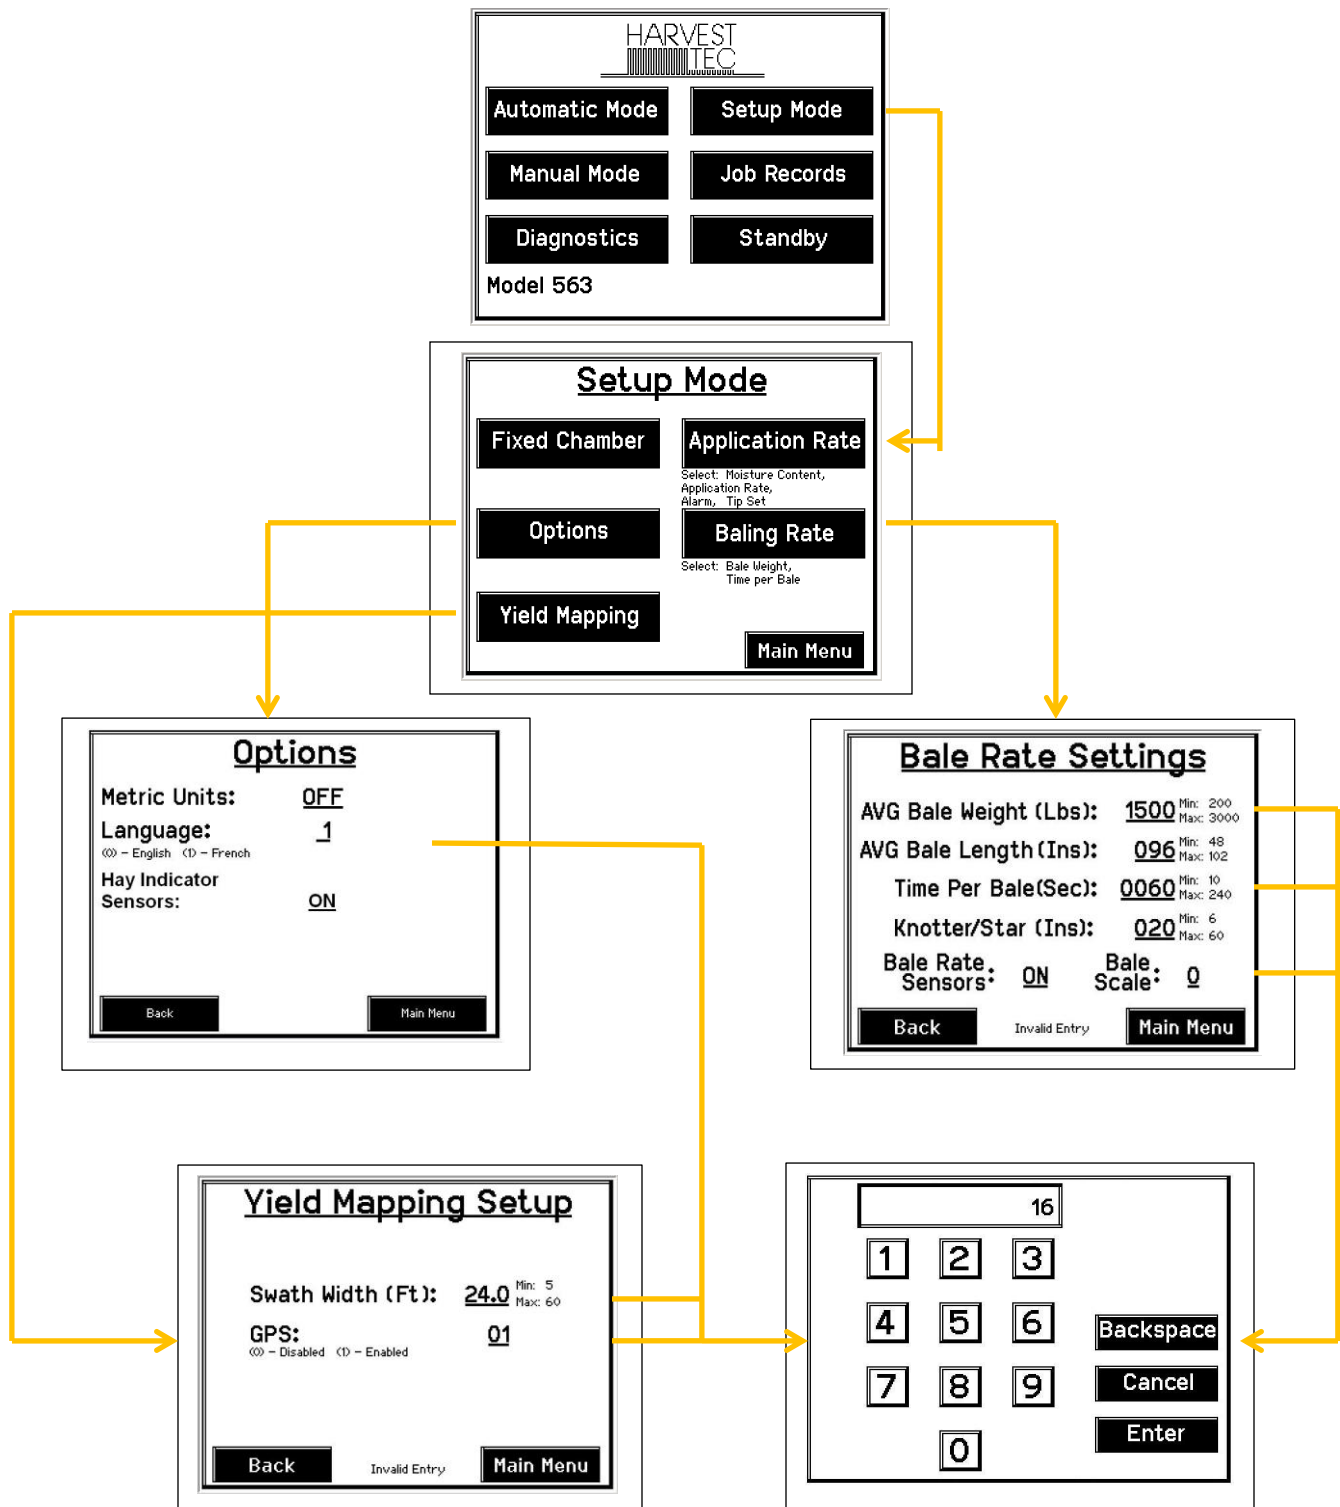 HARVEST
TEC
Automatic Mode
Setup Mode
Manual Mode
Job Records
Diagnostics
Standby
Model 563
Setup Mode
Fixed Chamber
Application Rate
Select: Moisture Content,
Application Rate,
Alarm, Tip Set
Options
Baling Rate
Select: Bale Weight,
Time per Bale
Yield Mapping
Main Menu
Options
Metric Units: OFF
Language: 1
(0) - English (1) - French
Hay Indicator
Sensors: ON
Back
Main Menu
Bale Rate Settings
AVG Bale Weight (Lbs): 1500 Min: 200
Max: 3000
AVG Bale Length (Ins): 096 Min: 48
Max: 102
Time Per Bale(Sec): 0060 Min: 10
Max: 240
Knotter/Star (Ins): 020 Min: 6
Max: 60
Bale Rate
Sensors: ON
Bale
Scale: 0
Back
Invalid Entry
Main Menu
Yield Mapping Setup
Swath Width (Ft): 24.0 Min: 5
Max: 60
GPS: 01
(0) - Disabled (1) - Enabled
Back
Invalid Entry
Main Menu
16
1 2 3
4 5 6
7 8 9
0
Backspace
Cancel
Enter